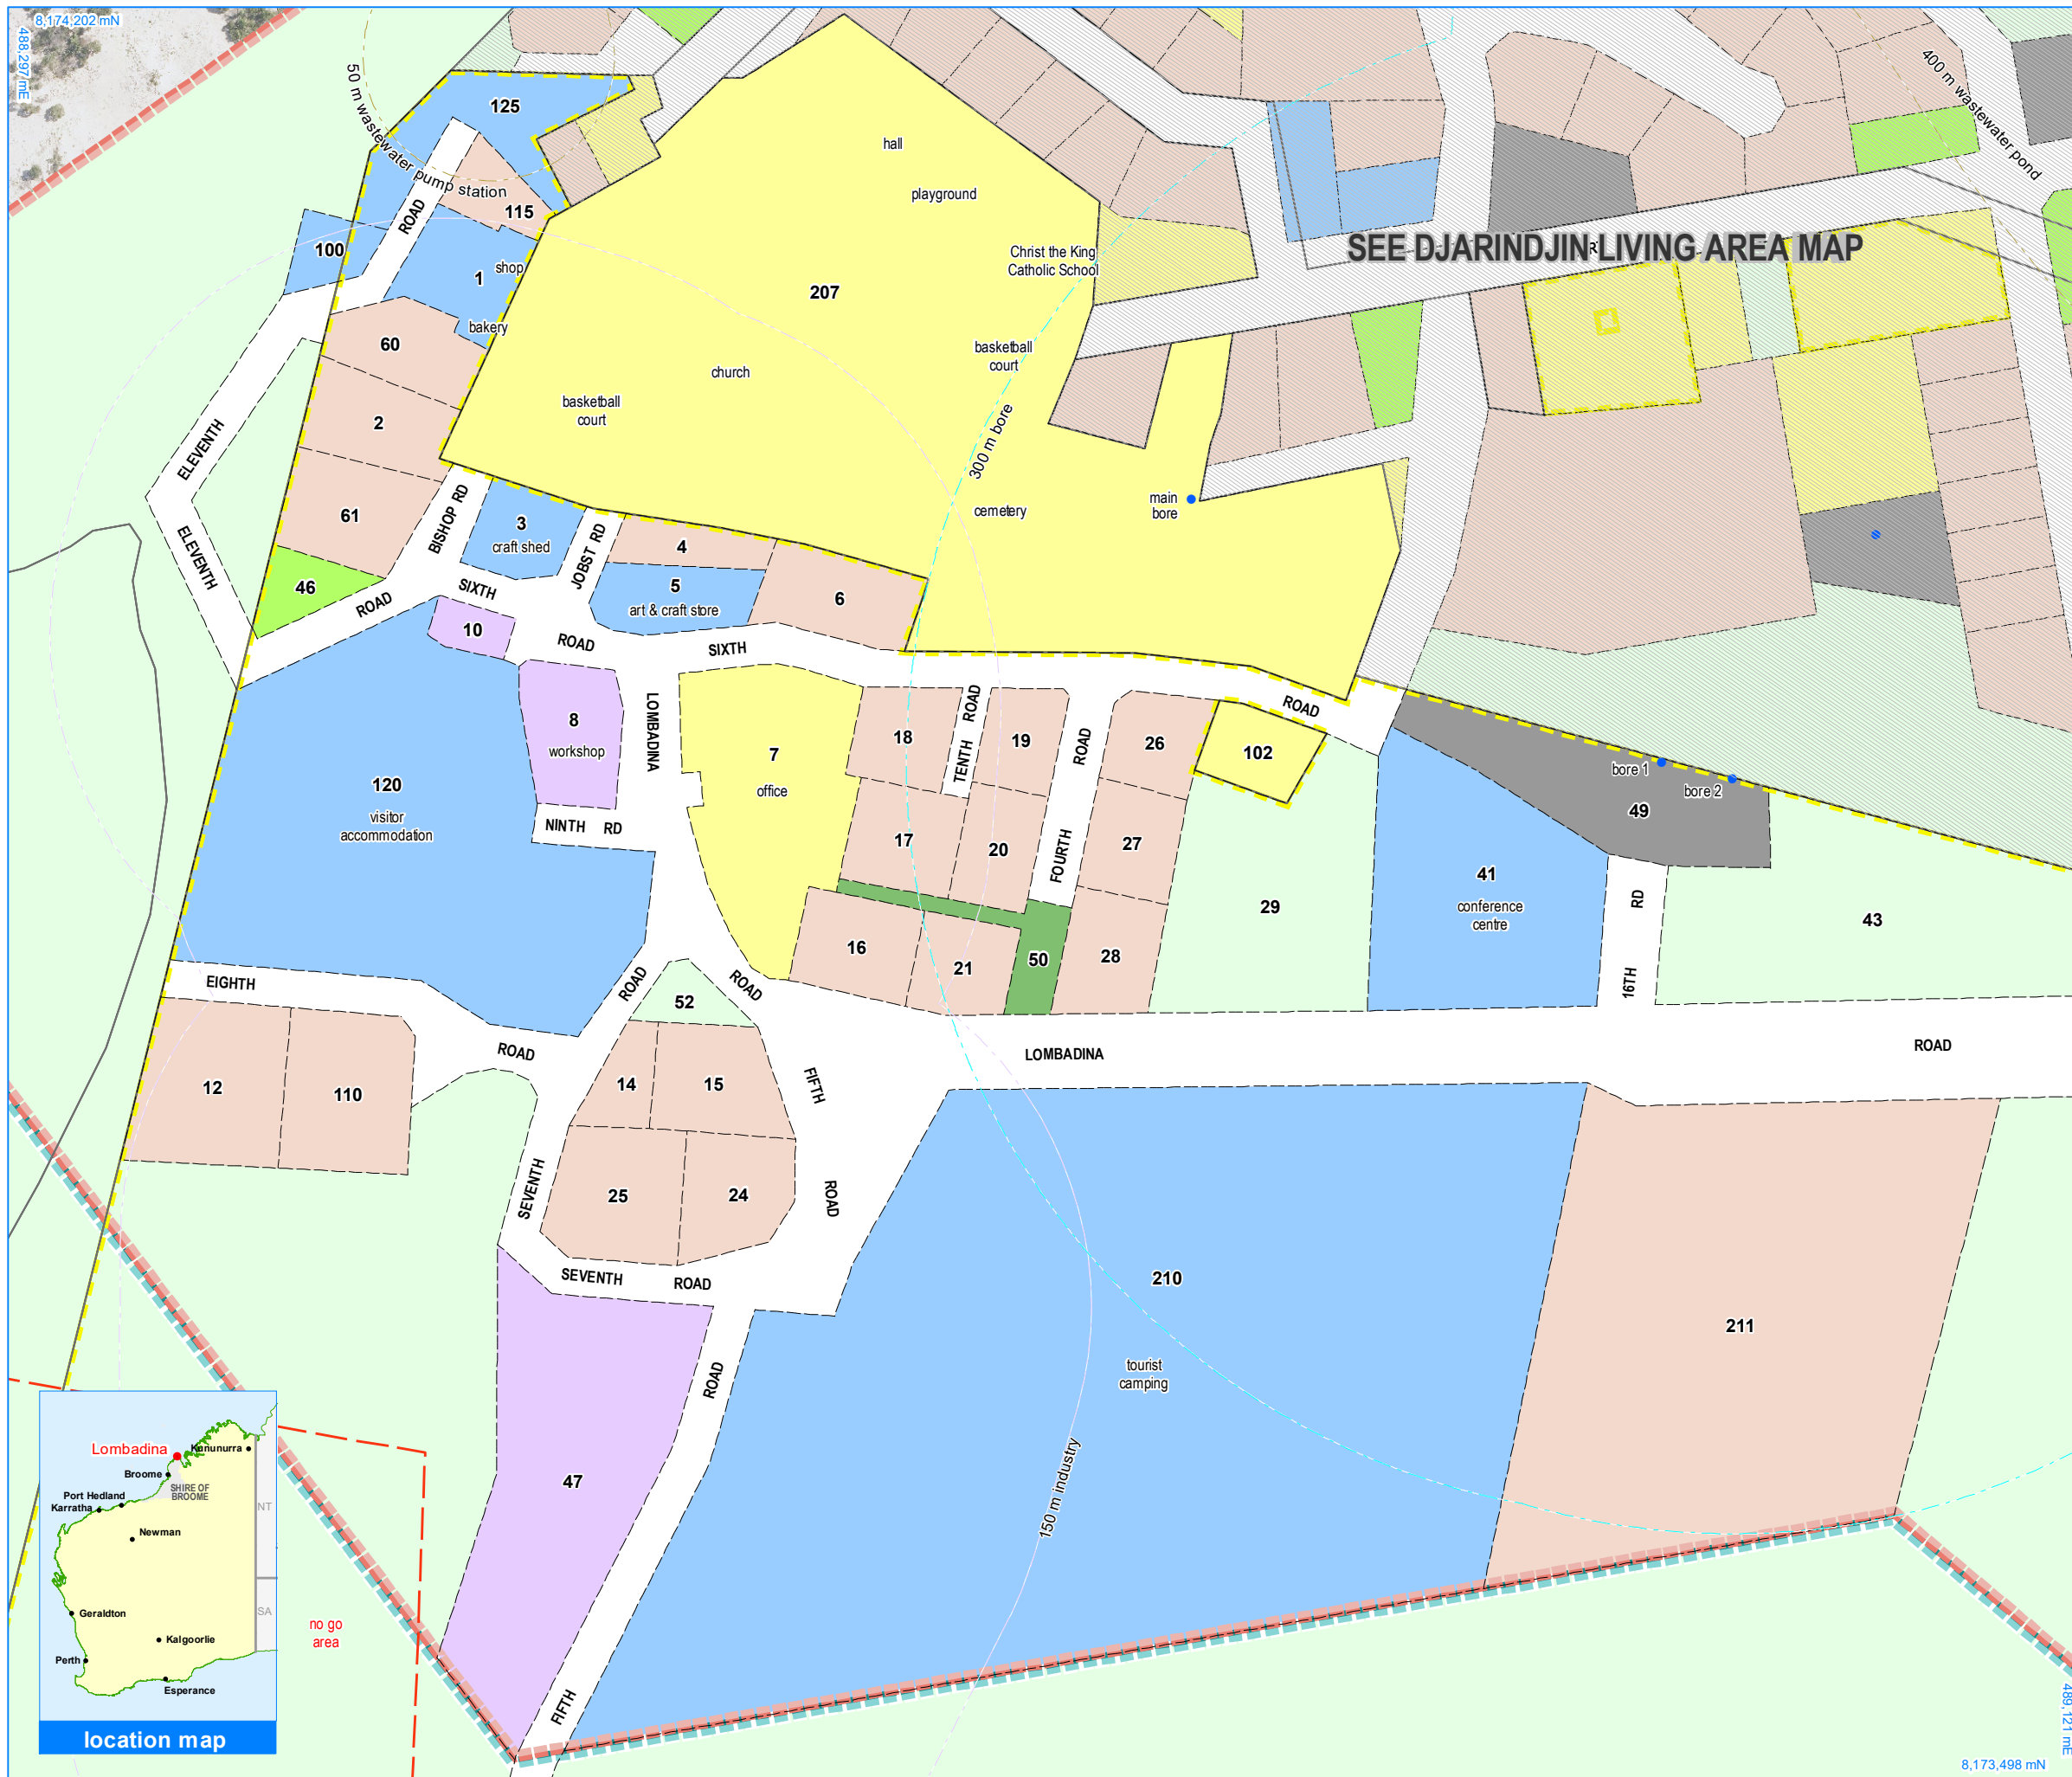 8,174,202 mN
488,297 mE
50 m wastewater pump station
400 m wastewater pond
125
hall
playground
ROAD
115
100
Christ the King
Catholic School
SEE DJARINDJIN LIVING AREA MAP
1
shop
207
bakery
60
basketball
court
church
basketball
court
2
ELEVENTH
300 m bore
BISHOP RD
main
bore
cemetery
61
3
craft shed
ELEVENTH
JOBST RD
4
46
SIXTH
5
art & craft store
6
ROAD
10
ROAD
SIXTH
LOMBADINA
8
workshop
7
office
18
TENTH ROAD
19
ROAD
26
ROAD
102
bore 1
bore 2
49
120
visitor
accommodation
NINTH RD
17
20
FOURTH
27
41
conference
centre
RD
29
43
16
21
50
28
16TH
EIGHTH
ROAD
ROAD
52
ROAD
LOMBADINA
ROAD
12
110
14
15
FIFTH
25
24
SEVENTH
ROAD
SEVENTH
ROAD
210
tourist
camping
211
ROAD
47
150 m industry
FIFTH
no go
area
Lombadina
Kununurra
Broome
SHIRE OF
BROOME
Port Hedland
Karratha
NT
Newman
Geraldton
SA
Kalgoorlie
Perth
Esperance
location map
489,121 mE
8,173,498 mN